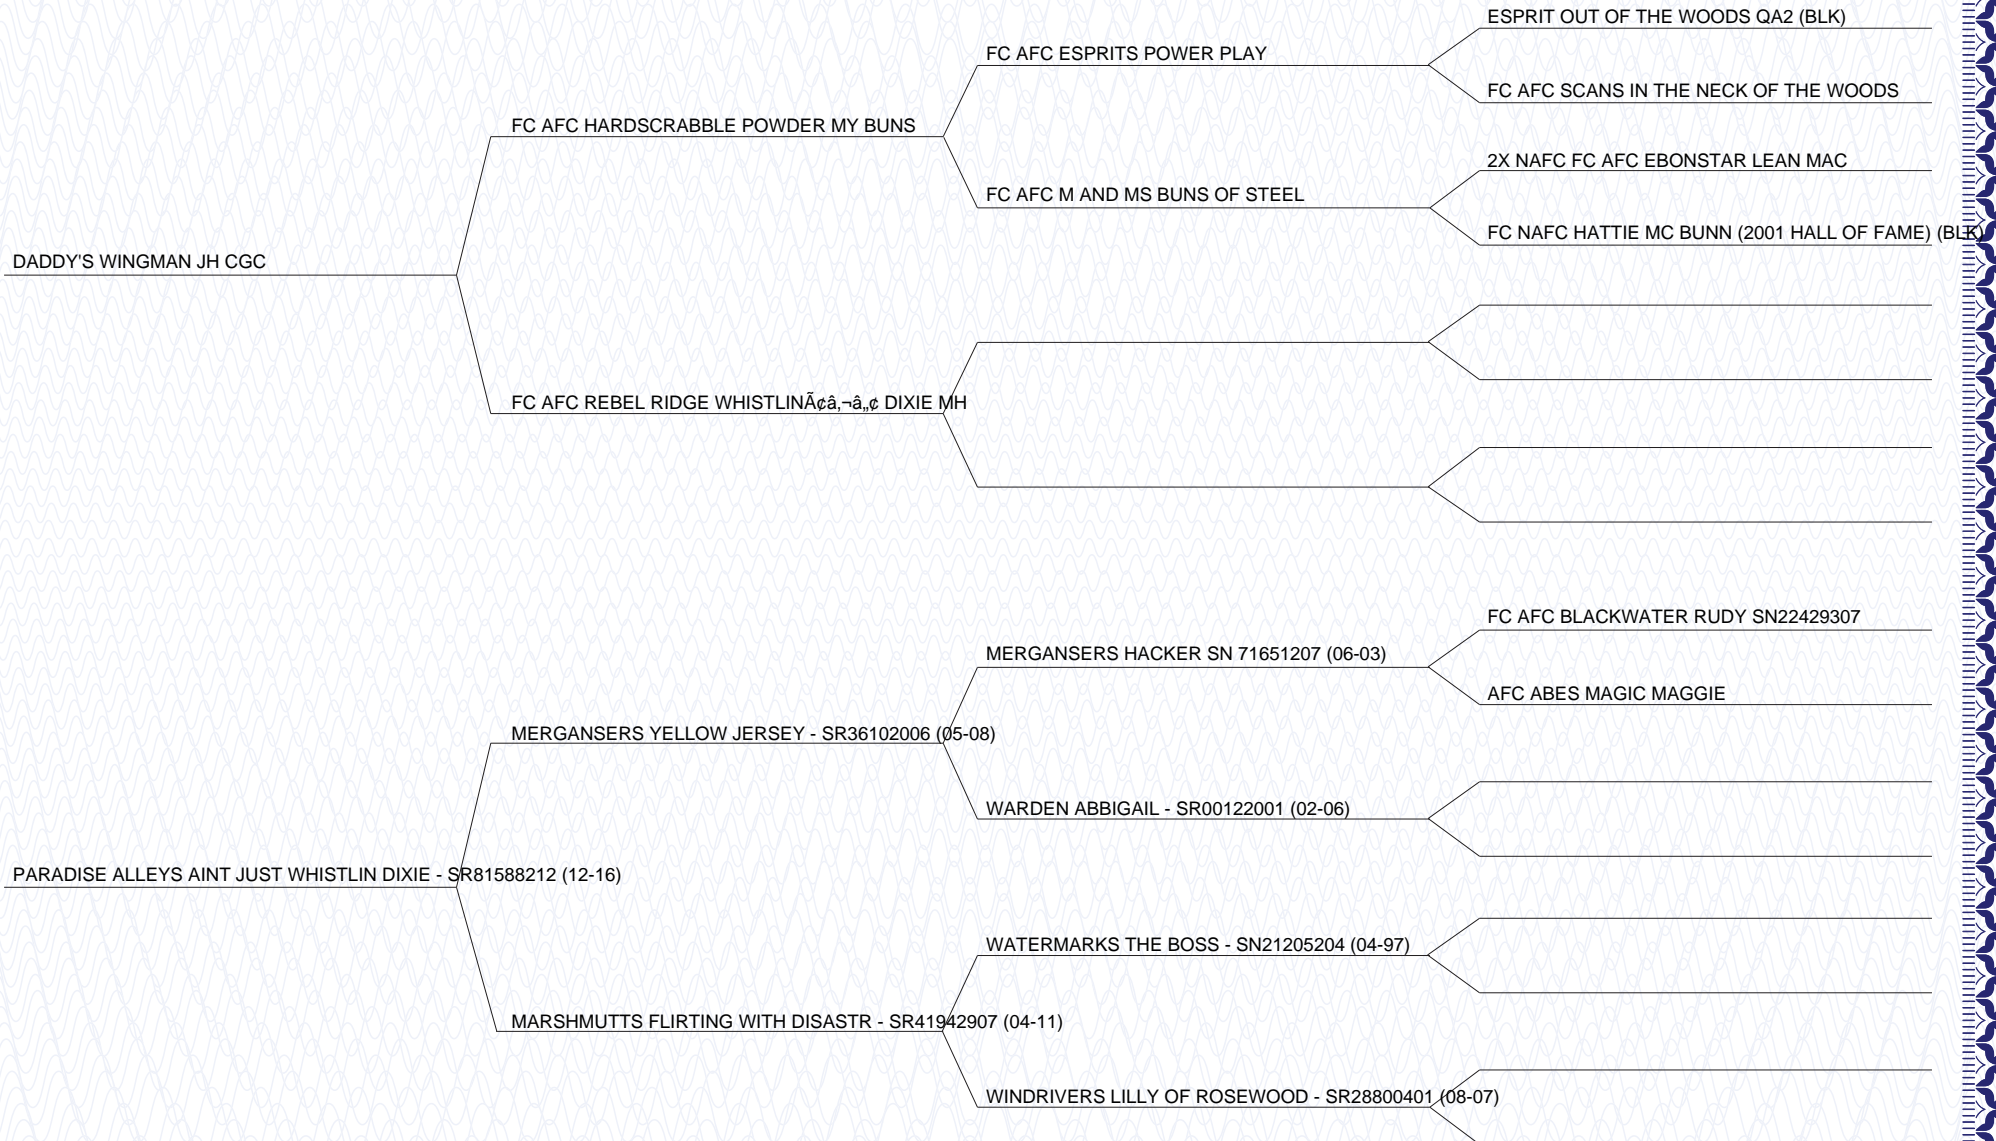 ESPRIT OUT OF THE WOODS QA2 (BLK)
FC AFC ESPRITS POWER PLAY
FC AFC SCANS IN THE NECK OF THE WOODS
FC AFC HARDSCRABBLE POWDER MY BUNS
2X NAFC FC AFC EBONSTAR LEAN MAC
FC AFC M AND MS BUNS OF STEEL
FC NAFC HATTIE MC BUNN (2001 HALL OF FAME) (BLK)
DADDY'S WINGMAN JH CGC
FC AFC REBEL RIDGE WHISTLINÃ¢â‚¬â„¢ DIXIE MH
FC AFC BLACKWATER RUDY SN22429307
MERGANSERS HACKER SN 71651207 (06-03)
AFC ABES MAGIC MAGGIE
MERGANSERS YELLOW JERSEY - SR36102006 (05-08)
WARDEN ABBIGAIL - SR00122001 (02-06)
PARADISE ALLEYS AINT JUST WHISTLIN DIXIE - SR81588212 (12-16)
WATERMARKS THE BOSS - SN21205204 (04-97)
MARSHMUTTS FLIRTING WITH DISASTR - SR41942907 (04-11)
WINDRIVERS LILLY OF ROSEWOOD - SR28800401 (08-07)